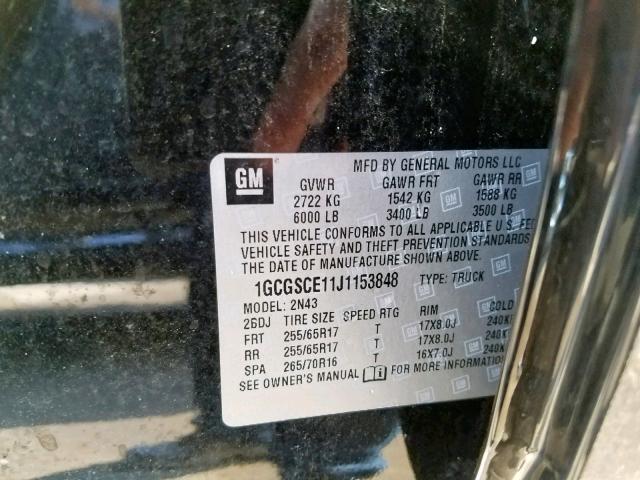 GM
MFD BY GENERAL MOTORS LLC
GVWR GAWR FRT GAWR RR
2722 KG 1542 KG 1588 KG
6000 LB 3400 LB 3500 LB
THIS VEHICLE CONFORMS TO ALL APPLICABLE U.S. FED
VEHICLE SAFETY AND THEFT PREVENTION STANDARDS
THE DATE OF MANUFACTURE SHOWN ABOVE.
1GCGSCE11J1153848 TYPE: TRUCK
MODEL: 2N43
26DJ TIRE SIZE SPEED RTG RIM COLD
FRT 255/65R17 T 17X8.0J 240K
RR 255/65R17 T 17X8.0J 240K
SPA 265/70R16 T 16X7.0J 240K
SEE OWNER'S MANUAL FOR MORE INFORMATION.